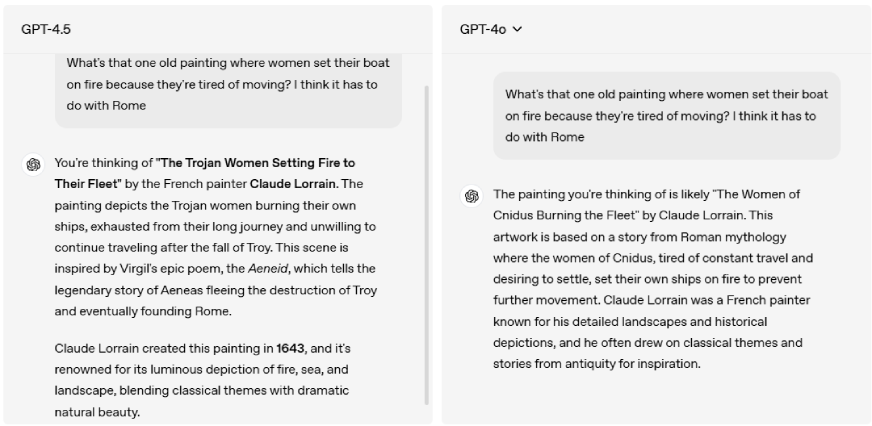 GPT-4.5
What's that one old painting where women set their boat
on fire because they're tired of moving? I think it has to
do with Rome
You're thinking of "The Trojan Women Setting Fire to
Their Fleet" by the French painter Claude Lorrain. The
painting depicts the Trojan women burning their own
ships, exhausted from their long journey and unwilling to
continue traveling after the fall of Troy. This scene is
inspired by Virgil's epic poem, the Aeneid, which tells the
legendary story of Aeneas fleeing the destruction of Troy
and eventually founding Rome.
Claude Lorrain created this painting in 1643, and it's
renowned for its luminous depiction of fire, sea, and
landscape, blending classical themes with dramatic
natural beauty.
GPT-4o
What's that one old painting where women set their boat
on fire because they're tired of moving? I think it has to
do with Rome
The painting you're thinking of is likely "The Women of
Cnidus Burning the Fleet" by Claude Lorrain. This
artwork is based on a story from Roman mythology
where the women of Cnidus, tired of constant travel and
desiring to settle, set their own ships on fire to prevent
further movement. Claude Lorrain was a French painter
known for his detailed landscapes and historical
depictions, and he often drew on classical themes and
stories from antiquity for inspiration.